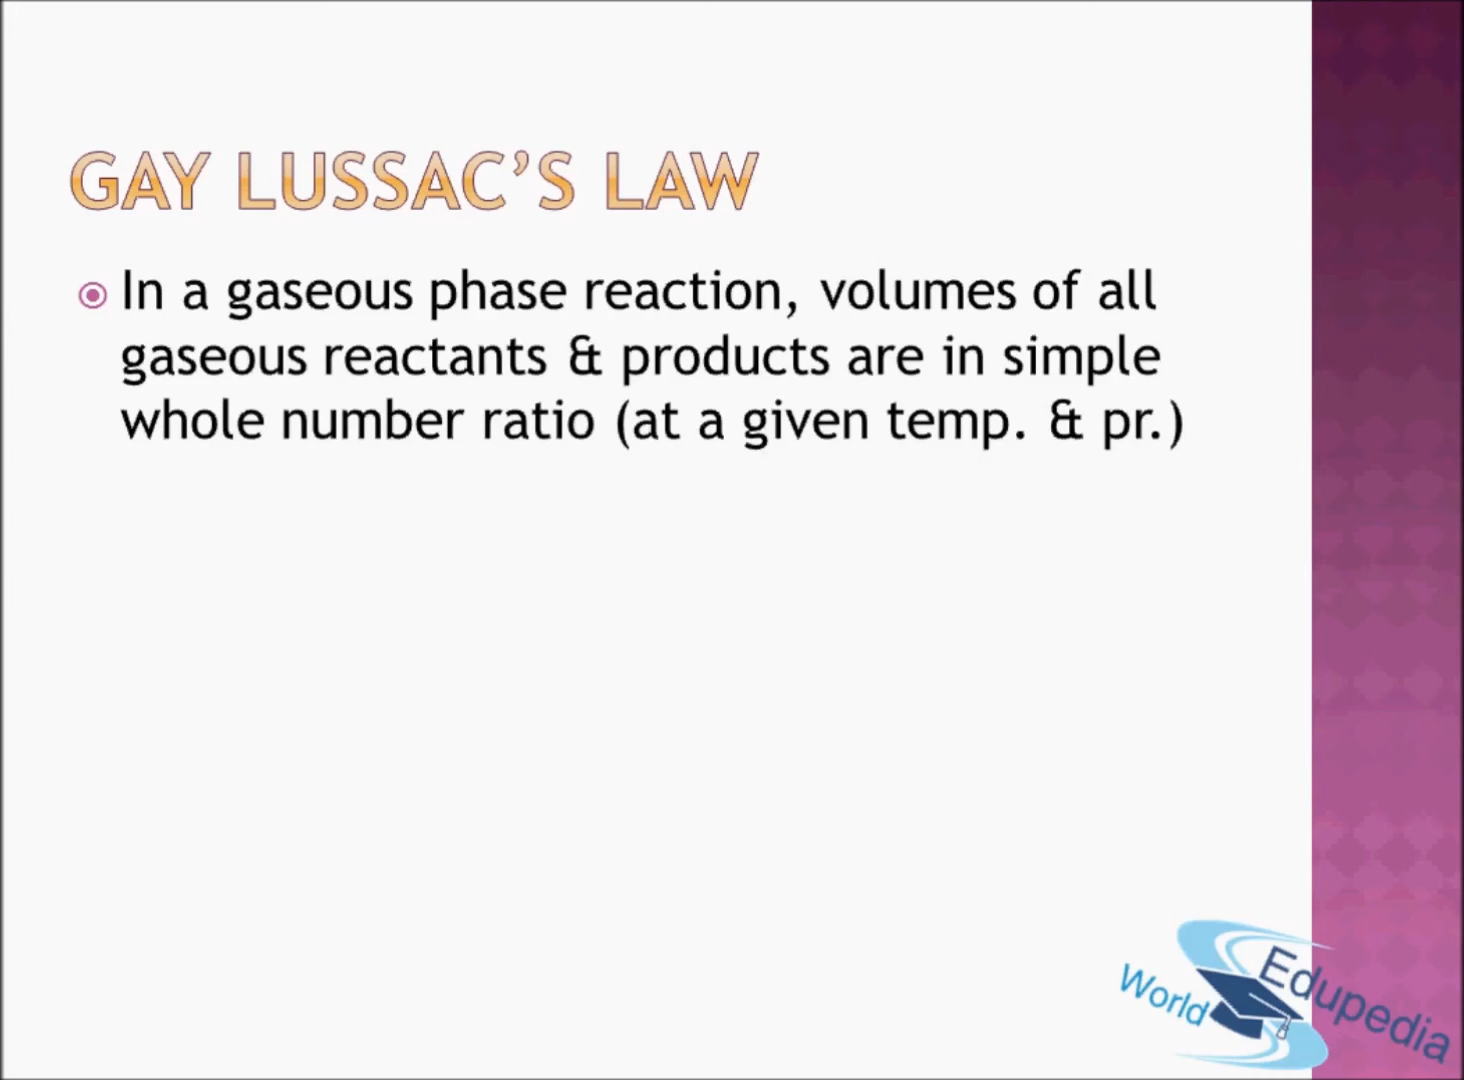 GAY LUSSAC’S LAW
In a gaseous phase reaction, volumes of all
gaseous reactants & products are in simple
whole number ratio (at a given temp. & pr.)
World Edupedia